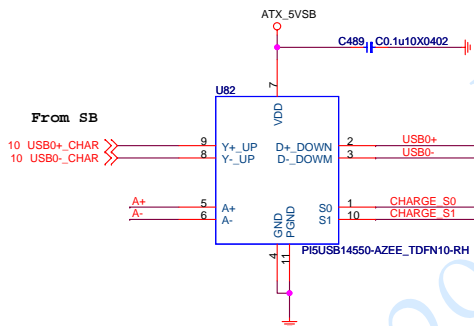 ATX_5VSB
C489 C0.1u10X0402
U82
7
VDD
From SB
10 USB0+_CHAR 9 Y+_UP D+_DOWN 2 USB0+
10 USB0-_CHAR 8 Y-_UP D-_DOWM 3 USB0-
A+ 5 A+ S0 1 CHARGE_S0
A- 6 A- S1 10 CHARGE_S1
GND PGND
PI5USB14550-AZEE_TDFN10-RH
4 11